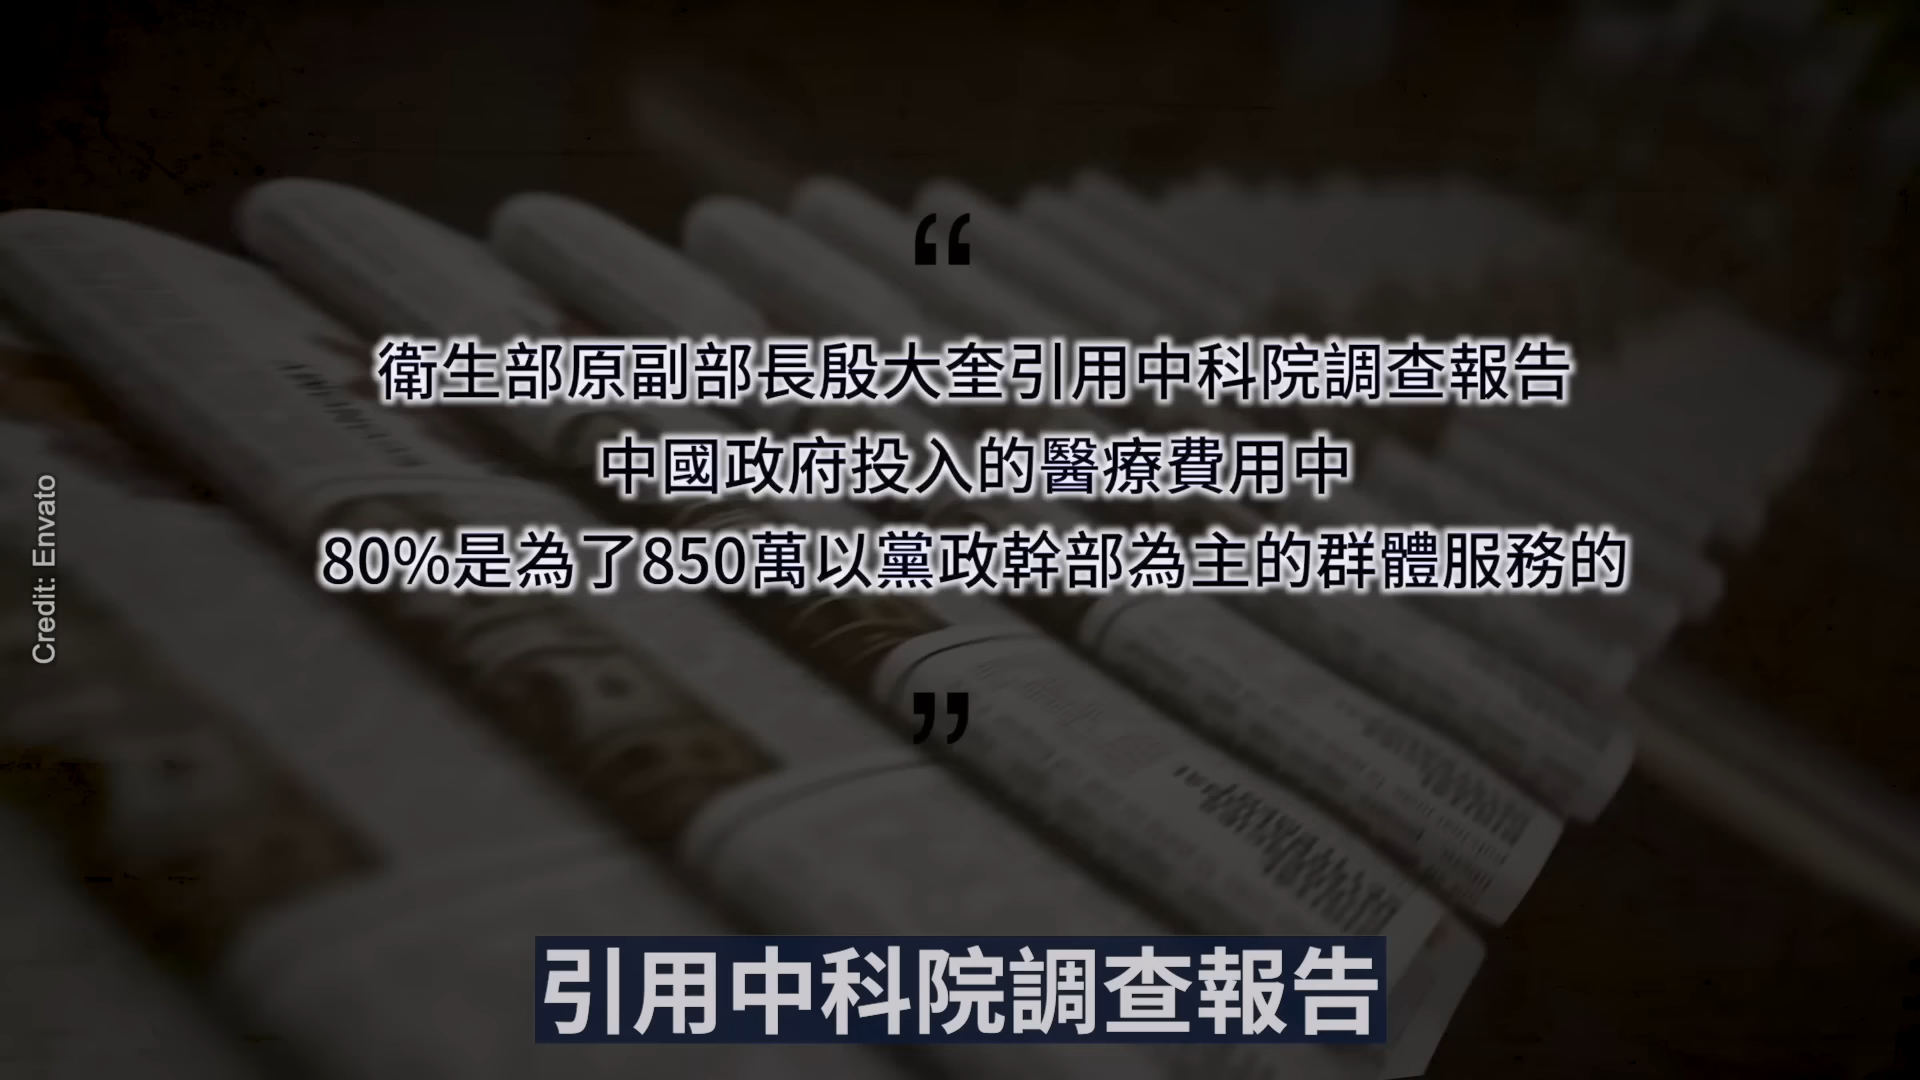 “
衛生部原副部長殷大奎引用中科院調查報告
中國政府投入的醫療費用中
80%是為了850萬以黨政幹部為主的群體服務的
”
Credit: Envato
引用中科院調查報告